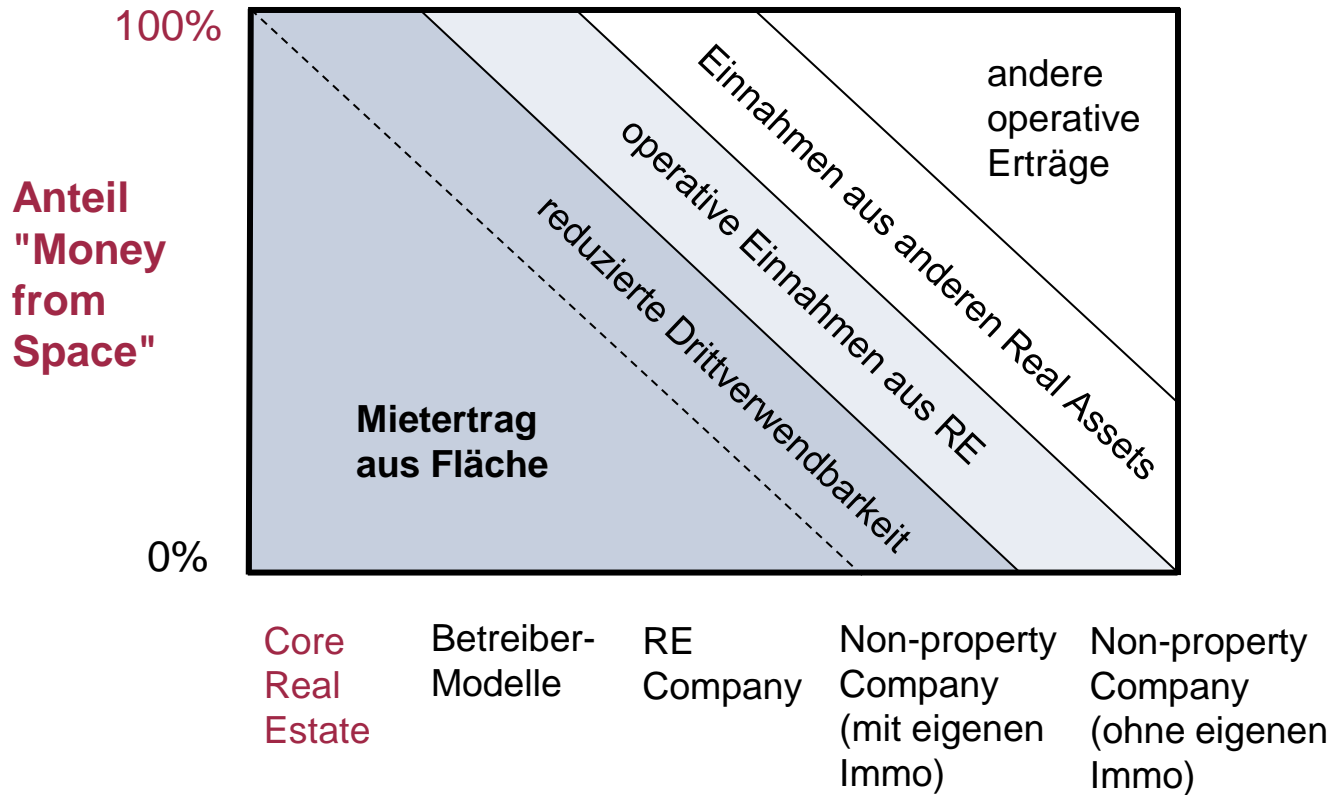 100%
Anteil
"Money
from
Space"
0%
Mietertrag
aus Fläche
reduzierte Drittverwendbarkeit
operative Einnahmen aus RE
Einnahmen aus anderen Real Assets
andere
operative
Erträge
Core
Real
Estate
Betreiber-
Modelle
RE
Company
Non-property
Company
(mit eigenen
Immo)
Non-property
Company
(ohne eigenen
Immo)